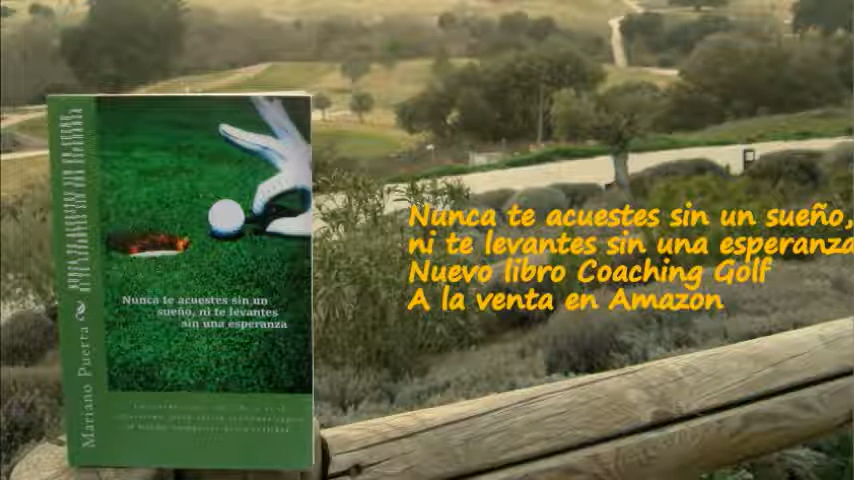 Nunca te acuestes sin un
sueño, ni te levantes
sin una esperanza
Mariano Puerta
Nunca te acuestes sin un sueño,
ni te levantes sin una esperanza
Nuevo libro Coaching Golf
A la venta en Amazon